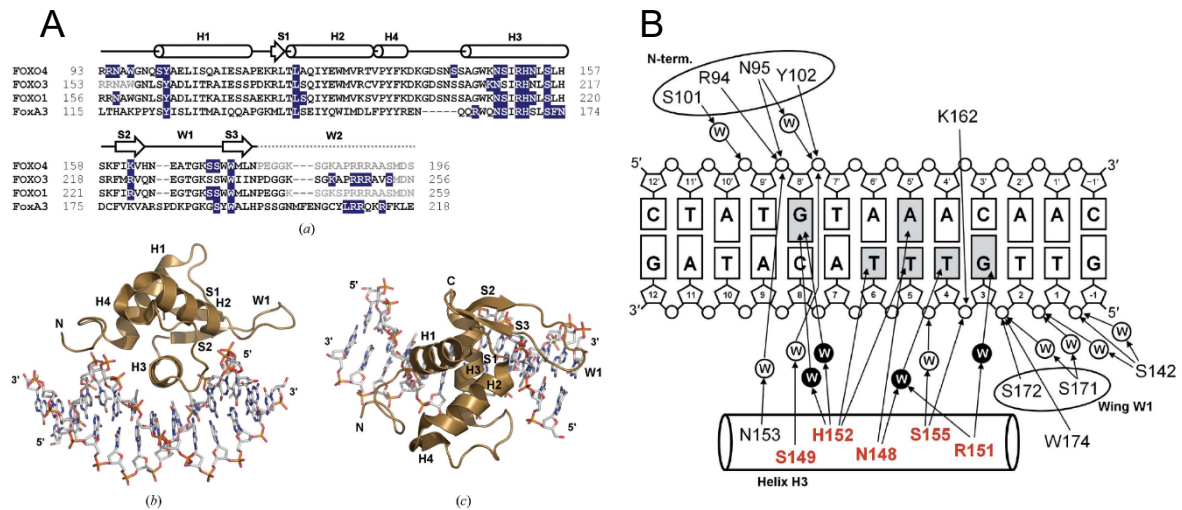 A
H1 S1 H2 H4 H3
FOXO4 93 RRNAWGNQSYAELISQAIESAPEKRLTLAQIYEWMVRTVPYFKDKGDSNSSAGWKNSIRHNLSLH 157
FOXO3 153 RRNAWGNLSYADLITRAIESSPDKRLTLSQIYEWMVRCVPYFKDKGDSNSSAGWKNSIRHNLSLH 217
FOXO1 156 RRNAWGNLSYADLITKAIESSAEKRLTLSQIYEWMVKSVPYFKDKGDSNSSAGWKNSIRHNLSLH 220
FoxA3 115 LTHAKPPYSYISLITMAIQQAPGKMLTLSEIYQWIMDLFPYYREN-----QQRWQNSIRHSLSFN 174
S2 W1 S3 W2
FOXO4 158 SKFIKVHN--EATGKSSWWMLNPEGGK---SGKAPRRRAASMDS 196
FOXO3 218 SRFMRVQN--EGTGKSSWWIINPDGGK---SGKAPRRRAVSMDN 256
FOXO1 221 SKFIRVQN--EGTGKSSWWMLNPEGGK---SGKSPRRRAASMDN 259
FoxA3 175 DCFVKVARSPDKPGKGSYWALHPSSGNMFENGCYLRRQKRFKLE 218
(a)
H1
H4
S1
H2
W1
N
S2
H3
5'
3'
3'
5'
(b)
5'
C
S2
3'
H1
S3
5'
S1
H3
W1
H2
3'
N
H4
(c)
B
N-term.
R94
N95
Y102
S101
W
W
K162
5' 3'
12' 11' 10' 9' 8' 7' 6' 5' 4' 3' 2' 1' −1'
C T A T G T A A A C A A C
G A T A C A T T T G T T G
12 11 10 9 8 7 6 5 4 3 2 1 -1
3' 5'
W W W W W W W W W W
S142
S172
S171
Wing W1
W174
N153
S149
H152
N148
S155
R151
Helix H3